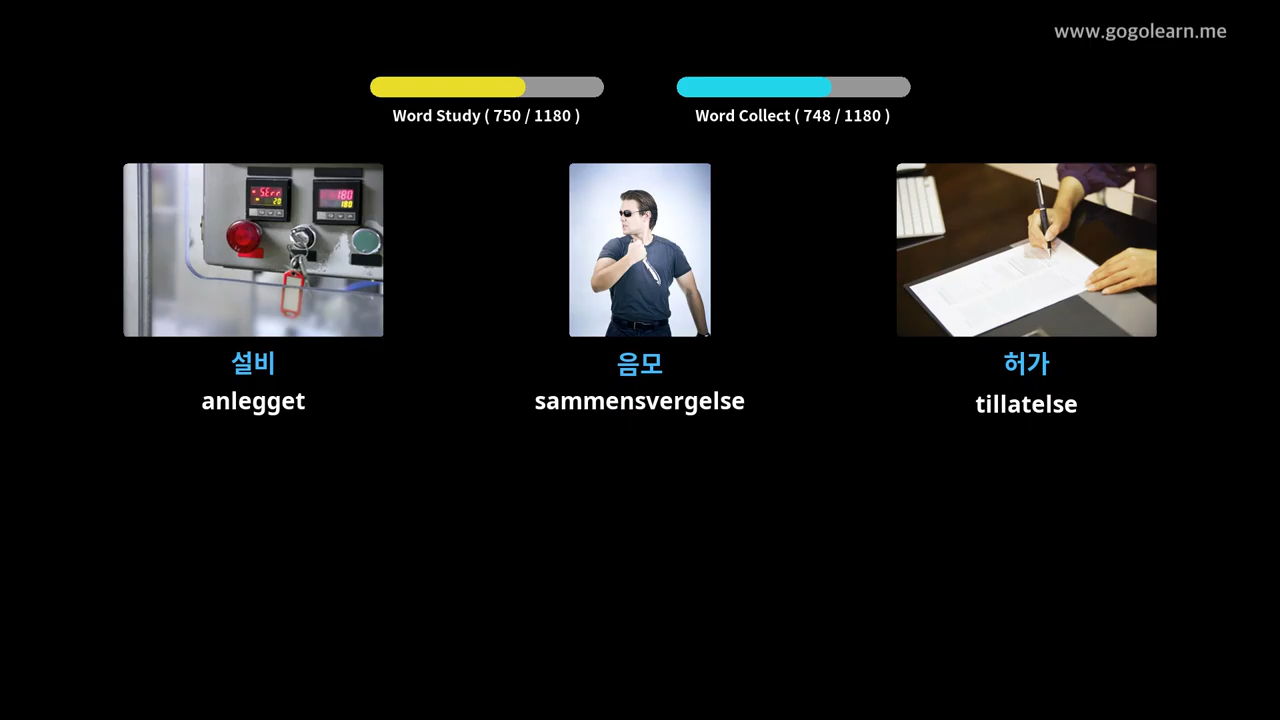 www.gogolearn.me
Word Study ( 750 / 1180 )
Word Collect ( 748 / 1180 )
설비
음모
허가
anlegget
sammensvergelse
tillatelse